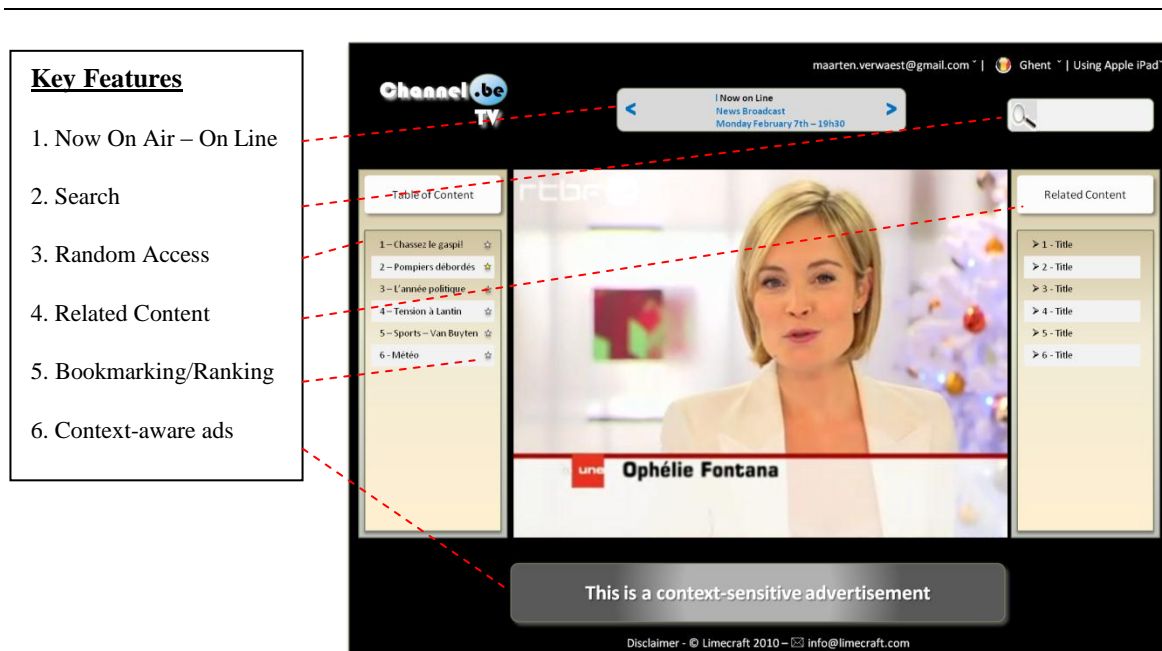 Key Features
1. Now On Air – On Line
2. Search
3. Random Access
4. Related Content
5. Bookmarking/Ranking
6. Context-aware ads
maarten.verwaest@gmail.com ˇ | Ghent ˇ | Using Apple iPadˇ
Channel .be
TV
< >
| Now on Line
News Broadcast
Monday February 7th – 19h30
Table of Content
1 – Chassez le gaspi!
2 – Pompiers débordés
3 – L'année politique
4 – Tension à Lantin
5 – Sports – Van Buyten
6 - Météo
rtbf
une Ophélie Fontana
Related Content
➢ 1 - Title
➢ 2 - Title
➢ 3 - Title
➢ 4 - Title
➢ 5 - Title
➢ 6 - Title
This is a context-sensitive advertisement
Disclaimer - © Limecraft 2010 – ✉ info@limecraft.com